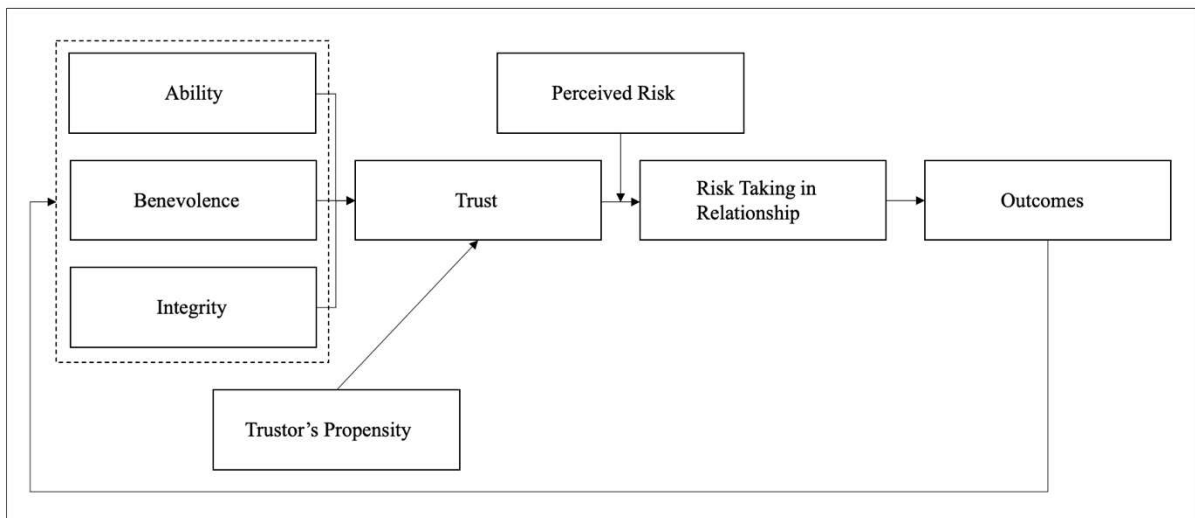 Ability
Perceived Risk
Benevolence
Trust
Risk Taking in
Relationship
Outcomes
Integrity
Trustor’s Propensity